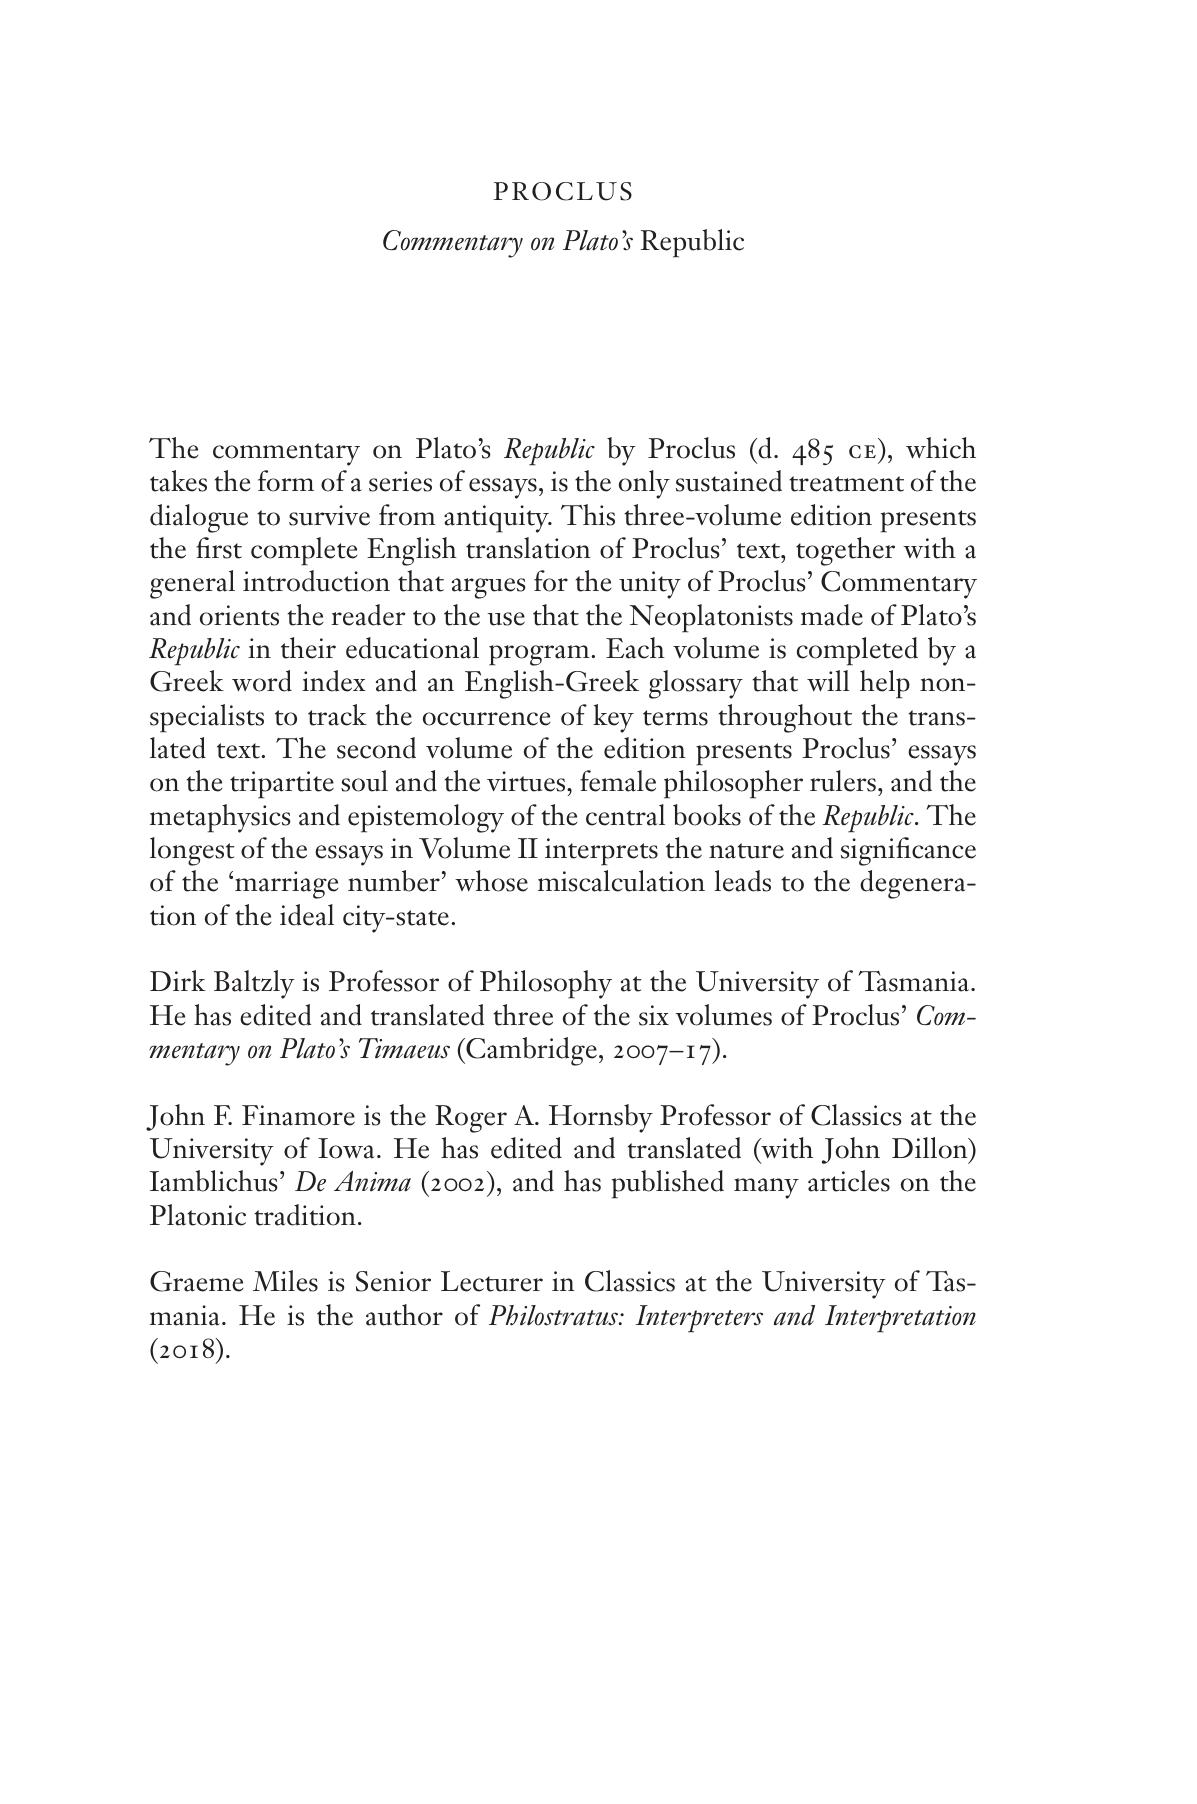 PROCLUS
Commentary on Plato’s Republic
The commentary on Plato’s Republic by Proclus (d. 485 CE), which
takes the form of a series of essays, is the only sustained treatment of the
dialogue to survive from antiquity. This three-volume edition presents
the first complete English translation of Proclus’ text, together with a
general introduction that argues for the unity of Proclus’ Commentary
and orients the reader to the use that the Neoplatonists made of Plato’s
Republic in their educational program. Each volume is completed by a
Greek word index and an English-Greek glossary that will help non-
specialists to track the occurrence of key terms throughout the trans-
lated text. The second volume of the edition presents Proclus’ essays
on the tripartite soul and the virtues, female philosopher rulers, and the
metaphysics and epistemology of the central books of the Republic. The
longest of the essays in Volume II interprets the nature and significance
of the ‘marriage number’ whose miscalculation leads to the degenera-
tion of the ideal city-state.
Dirk Baltzly is Professor of Philosophy at the University of Tasmania.
He has edited and translated three of the six volumes of Proclus’ Com-
mentary on Plato’s Timaeus (Cambridge, 2007–17).
John F. Finamore is the Roger A. Hornsby Professor of Classics at the
University of Iowa. He has edited and translated (with John Dillon)
Iamblichus’ De Anima (2002), and has published many articles on the
Platonic tradition.
Graeme Miles is Senior Lecturer in Classics at the University of Tas-
mania. He is the author of Philostratus: Interpreters and Interpretation
(2018).